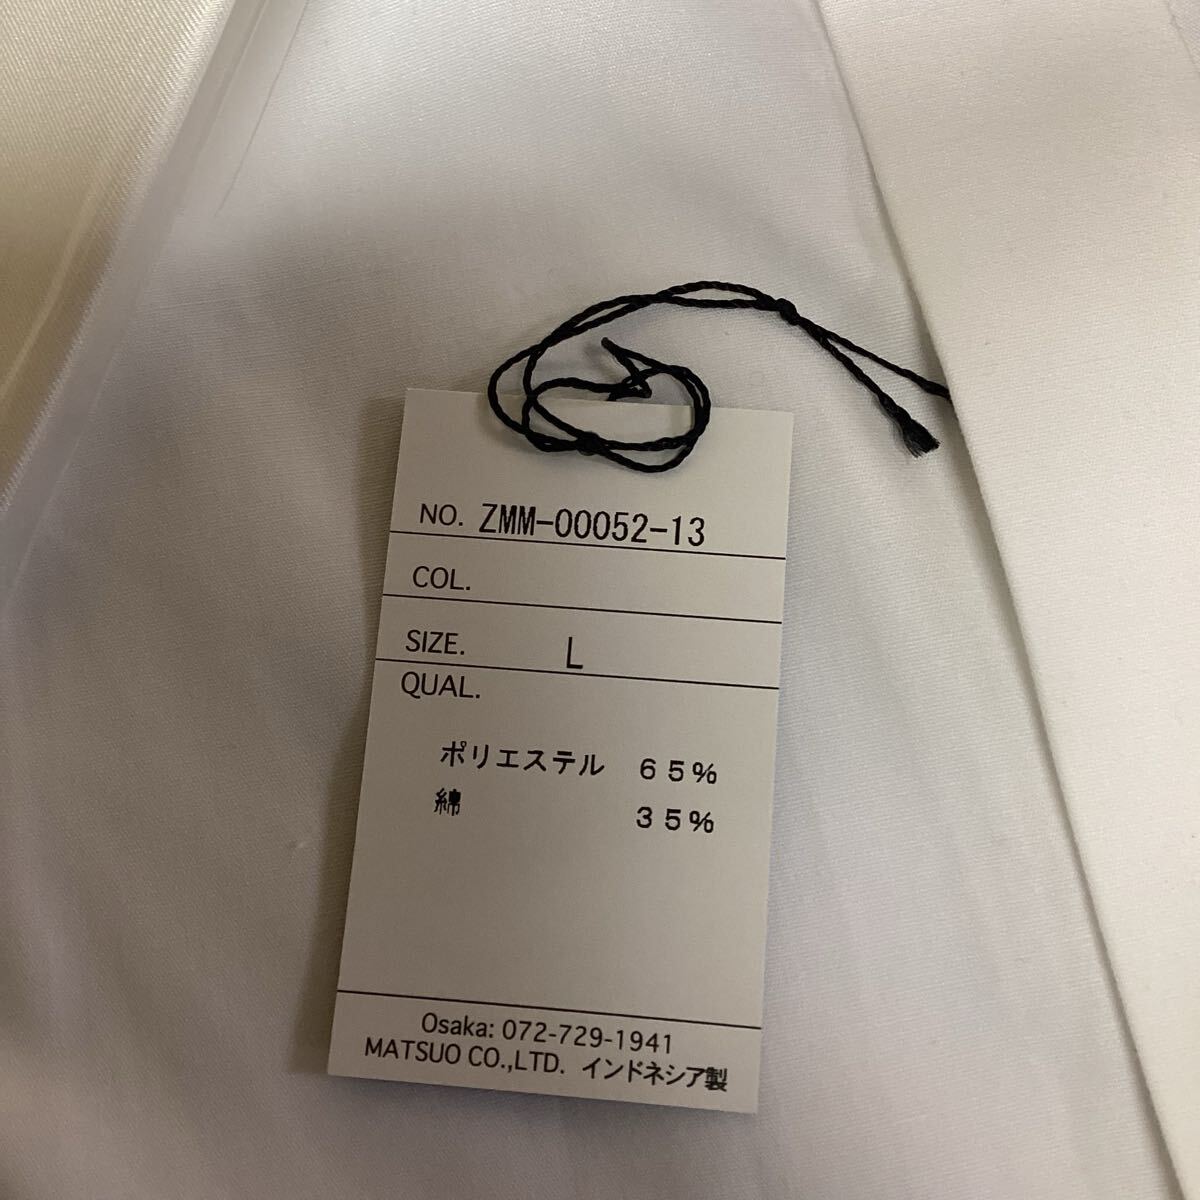 NO. ZMM-00052-13
COL.
SIZE. L
QUAL.
ポリエステル 65%
綿 35%
Osaka: 072-729-1941
MATSUO CO.,LTD. インドネシア製